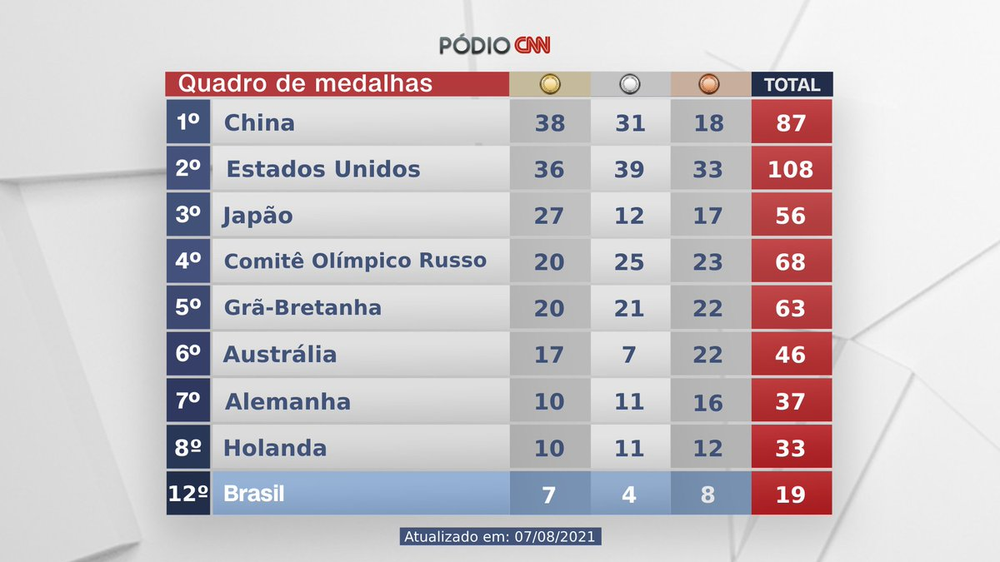 PÓDIO CNN
Quadro de medalhas TOTAL
1º China 38 31 18 87
2º Estados Unidos 36 39 33 108
3º Japão 27 12 17 56
4º Comitê Olímpico Russo 20 25 23 68
5º Grã-Bretanha 20 21 22 63
6º Austrália 17 7 22 46
7º Alemanha 10 11 16 37
8º Holanda 10 11 12 33
12º Brasil 7 4 8 19
Atualizado em: 07/08/2021